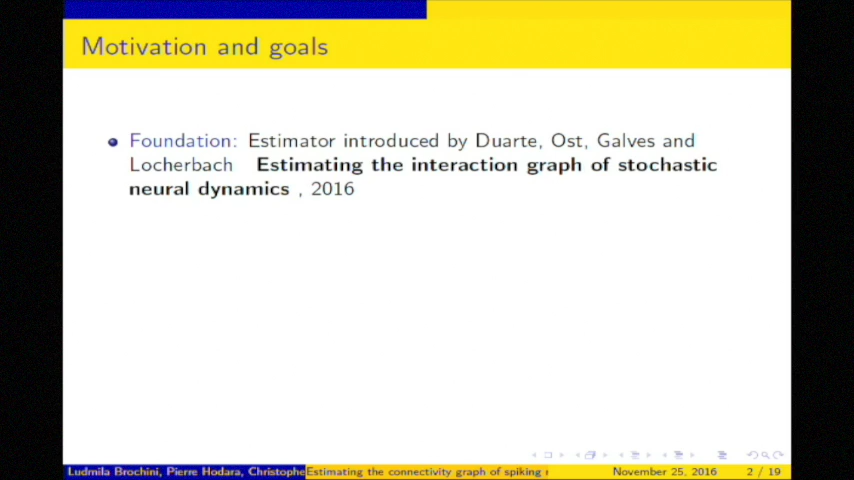 Motivation and goals
Foundation: Estimator introduced by Duarte, Ost, Galves and
Locherbach Estimating the interaction graph of stochastic
neural dynamics , 2016
Ludmila Brochini, Pierre Hodara, Christophe Estimating the connectivity graph of spiking November 25, 2016 2 / 19